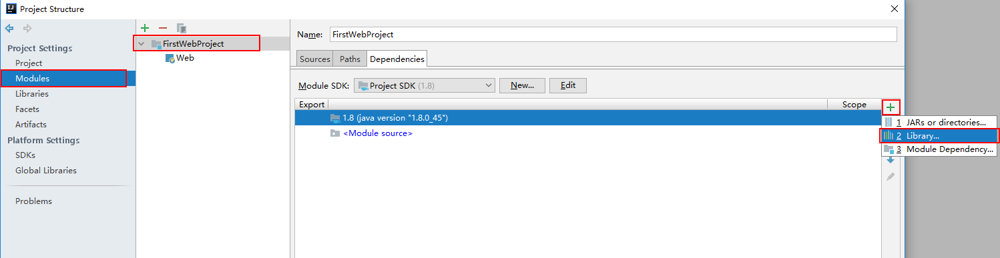 Project Structure
Project Settings
Project
Modules
Libraries
Facets
Artifacts
Platform Settings
SDKs
Global Libraries
Problems
FirstWebProject
Web
Name: FirstWebProject
Sources Paths Dependencies
Module SDK: Project SDK (1.8) New... Edit
Export Scope
1.8 (java version "1.8.0_45")
<Module source>
1 JARs or directories...
2 Library...
3 Module Dependency...